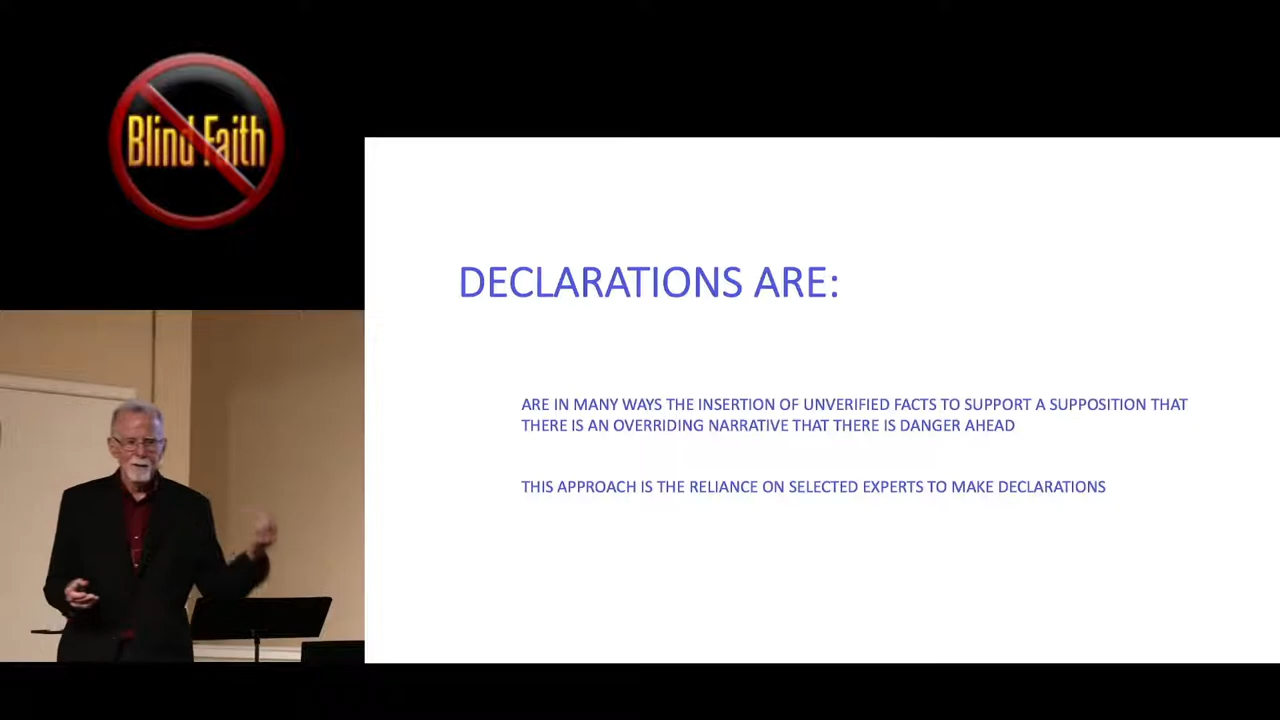 Blind Faith
DECLARATIONS ARE:
ARE IN MANY WAYS THE INSERTION OF UNVERIFIED FACTS TO SUPPORT A SUPPOSITION THAT
THERE IS AN OVERRIDING NARRATIVE THAT THERE IS DANGER AHEAD
THIS APPROACH IS THE RELIANCE ON SELECTED EXPERTS TO MAKE DECLARATIONS